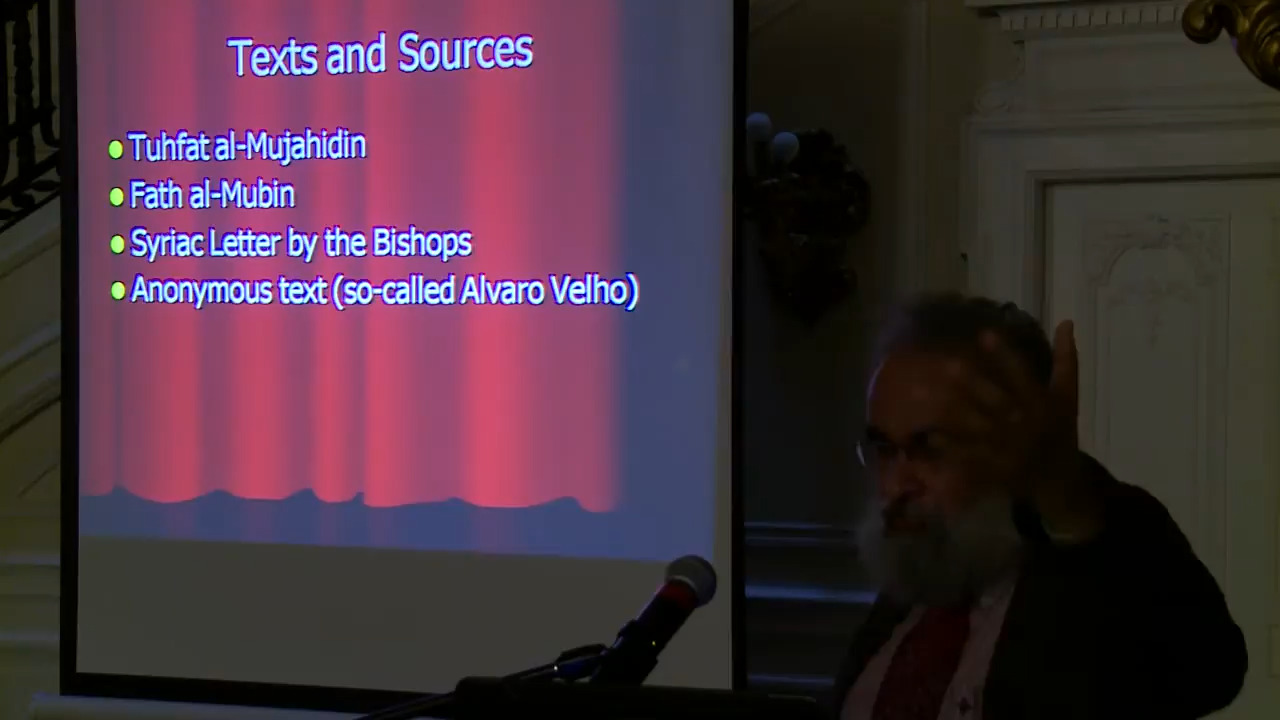 Texts and Sources
Tuhfat al-Mujahidin
Fath al-Mubin
Syriac Letter by the Bishops
Anonymous text (so-called Alvaro Velho)